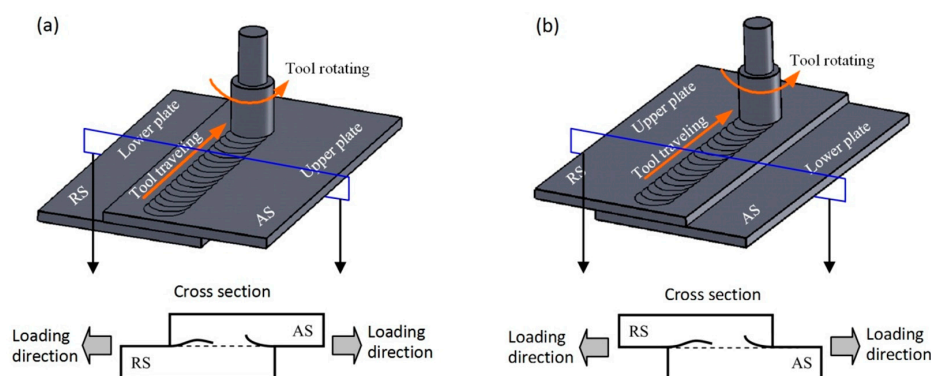 (a)
Tool rotating
Lower plate
Tool traveling
Upper plate
RS
AS
Cross section
Loading
direction
AS
RS
Loading
direction
(b)
Tool rotating
Upper plate
Tool traveling
Lower plate
RS
AS
Cross section
Loading
direction
RS
AS
Loading
direction